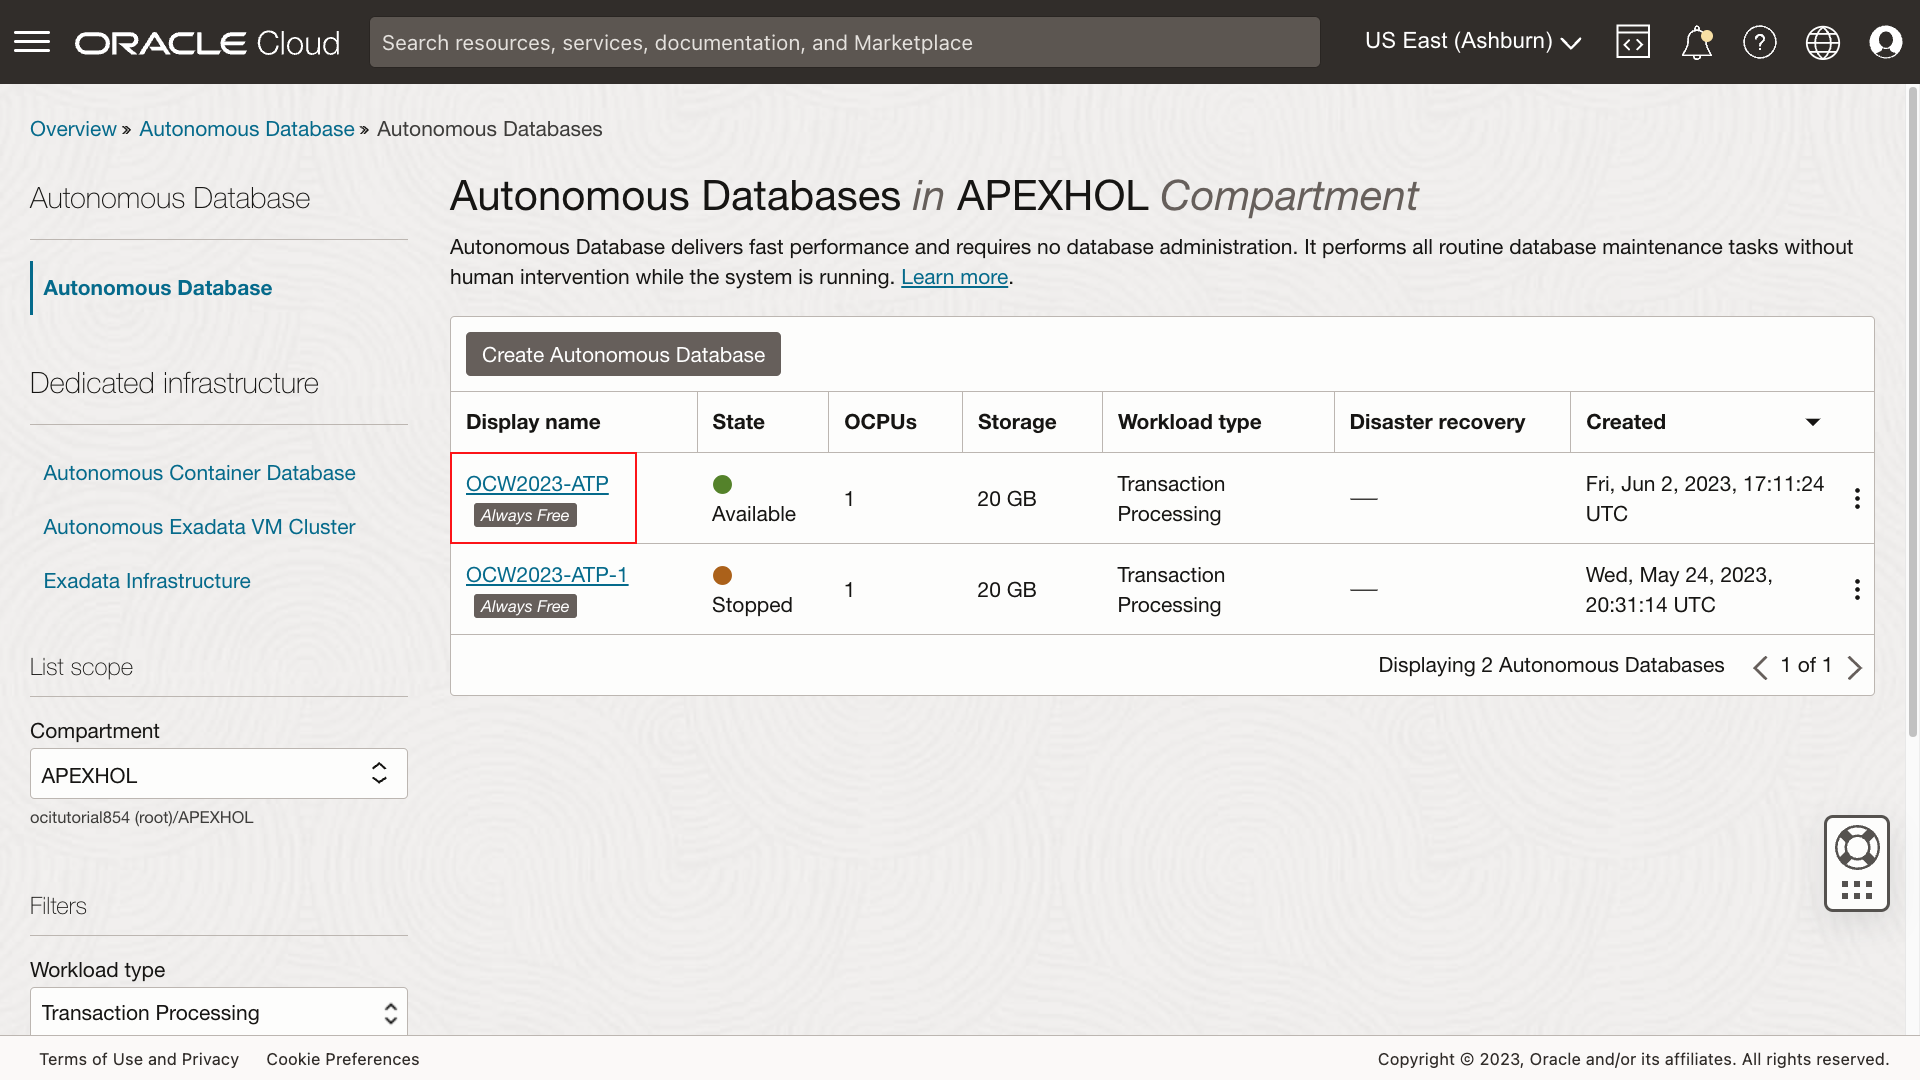 ORACLE Cloud
Search resources, services, documentation, and Marketplace
US East (Ashburn)
Overview » Autonomous Database » Autonomous Databases
Autonomous Database
Autonomous Database
Dedicated infrastructure
Autonomous Container Database
Autonomous Exadata VM Cluster
Exadata Infrastructure
List scope
Compartment
APEXHOL
ocitutorial854 (root)/APEXHOL
Filters
Workload type
Transaction Processing
Autonomous Databases in APEXHOL Compartment
Autonomous Database delivers fast performance and requires no database administration. It performs all routine database maintenance tasks without
human intervention while the system is running. Learn more.
Create Autonomous Database
Display name State OCPUs Storage Workload type Disaster recovery Created
OCW2023-ATP Always Free Available 1 20 GB Transaction Processing — Fri, Jun 2, 2023, 17:11:24 UTC
OCW2023-ATP-1 Always Free Stopped 1 20 GB Transaction Processing — Wed, May 24, 2023, 20:31:14 UTC
Displaying 2 Autonomous Databases 1 of 1
Terms of Use and Privacy Cookie Preferences
Copyright © 2023, Oracle and/or its affiliates. All rights reserved.